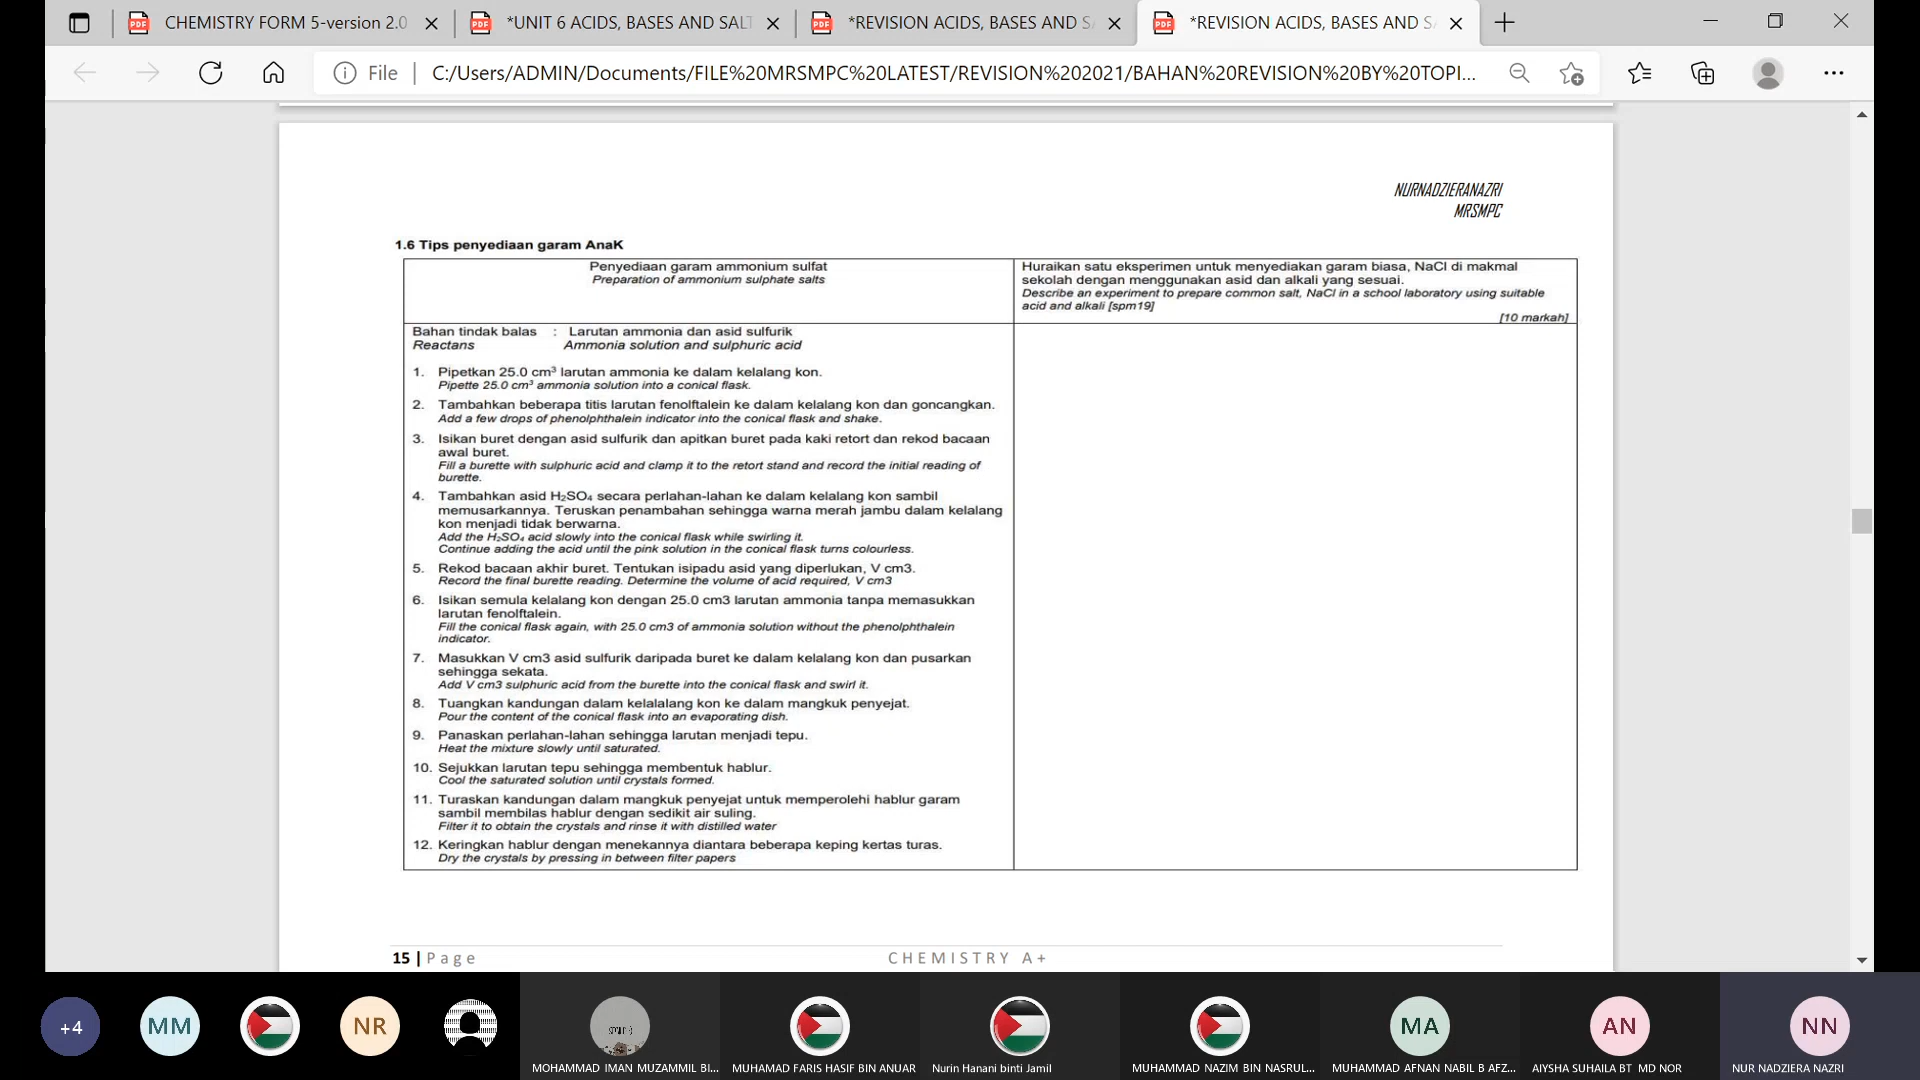 CHEMISTRY FORM 5-version 2.0
*UNIT 6 ACIDS, BASES AND SALT
*REVISION ACIDS, BASES AND S
*REVISION ACIDS, BASES AND S
File
C:/Users/ADMIN/Documents/FILE%20MRSMPC%20LATEST/REVISION%202021/BAHAN%20REVISION%20BY%20TOPI...
NURNADZIERANAZRI
MRSMPC
1.6 Tips penyediaan garam AnaK
Penyediaan garam ammonium sulfat
Preparation of ammonium sulphate salts
Huraikan satu eksperimen untuk menyediakan garam biasa, NaCl di makmal
sekolah dengan menggunakan asid dan alkali yang sesuai.
Describe an experiment to prepare common salt, NaCl in a school laboratory using suitable
acid and alkali [spm19]
[10 markah]
Bahan tindak balas : Larutan ammonia dan asid sulfurik
Reactans Ammonia solution and sulphuric acid
1. Pipetkan 25.0 cm³ larutan ammonia ke dalam kelalang kon.
Pipette 25.0 cm³ ammonia solution into a conical flask.
2. Tambahkan beberapa titis larutan fenolftalein ke dalam kelalang kon dan goncangkan.
Add a few drops of phenolphthalein indicator into the conical flask and shake.
3. Isikan buret dengan asid sulfurik dan apitkan buret pada kaki retort dan rekod bacaan
awal buret.
Fill a burette with sulphuric acid and clamp it to the retort stand and record the initial reading of
burette.
4. Tambahkan asid H₂SO₄ secara perlahan-lahan ke dalam kelalang kon sambil
memusarkannya. Teruskan penambahan sehingga warna merah jambu dalam kelalang
kon menjadi tidak berwarna.
Add the H₂SO₄ acid slowly into the conical flask while swirling it.
Continue adding the acid until the pink solution in the conical flask turns colourless.
5. Rekod bacaan akhir buret. Tentukan isipadu asid yang diperlukan, V cm3.
Record the final burette reading. Determine the volume of acid required, V cm3
6. Isikan semula kelalang kon dengan 25.0 cm3 larutan ammonia tanpa memasukkan
larutan fenolftalein.
Fill the conical flask again, with 25.0 cm3 of ammonia solution without the phenolphthalein
indicator.
7. Masukkan V cm3 asid sulfurik daripada buret ke dalam kelalang kon dan pusarkan
sehingga sekata.
Add V cm3 sulphuric acid from the burette into the conical flask and swirl it.
8. Tuangkan kandungan dalam kelalalang kon ke dalam mangkuk penyejat.
Pour the content of the conical flask into an evaporating dish.
9. Panaskan perlahan-lahan sehingga larutan menjadi tepu.
Heat the mixture slowly until saturated.
10. Sejukkan larutan tepu sehingga membentuk hablur.
Cool the saturated solution until crystals formed.
11. Turaskan kandungan dalam mangkuk penyejat untuk memperolehi hablur garam
sambil membilas hablur dengan sedikit air suling.
Filter it to obtain the crystals and rinse it with distilled water
12. Keringkan hablur dengan menekannya diantara beberapa keping kertas turas.
Dry the crystals by pressing in between filter papers
15 | Page
CHEMISTRY A+
+4
MM
NR
MA
AN
NN
MOHAMMAD IMAN MUZAMMIL BI...
MUHAMAD FARIS HASIF BIN ANUAR
Nurin Hanani binti Jamil
MUHAMMAD NAZIM BIN NASRUL...
MUHAMMAD AFNAN NABIL B AFZ...
AIYSHA SUHAILA BT MD NOR
NUR NADZIERA NAZRI